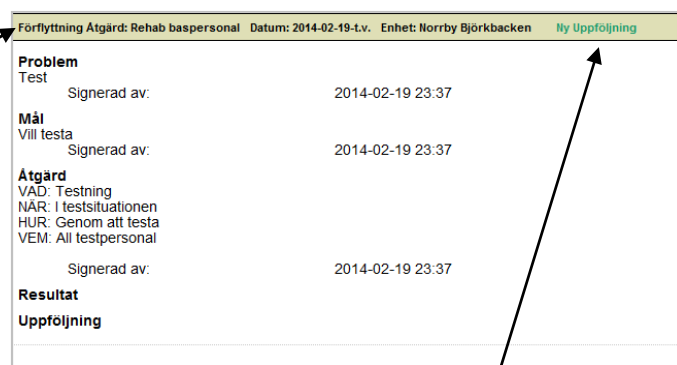 Förflyttning Åtgärd: Rehab baspersonal Datum: 2014-02-19-t.v. Enhet: Norrby Björkbacken Ny Uppföljning
Problem
Test
Signerad av: 2014-02-19 23:37
Mål
Vill testa
Signerad av: 2014-02-19 23:37
Åtgärd
VAD: Testning
NÄR: I testsituationen
HUR: Genom att testa
VEM: All testpersonal
Signerad av: 2014-02-19 23:37
Resultat
Uppföljning